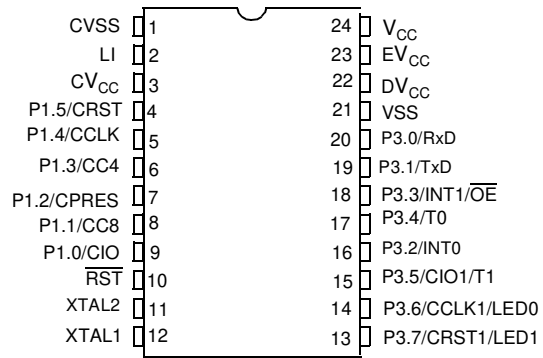 CVSS 1 24 VCC
LI 2 23 EVCC
CVCC 3 22 DVCC
P1.5/CRST 4 21 VSS
P1.4/CCLK 5 20 P3.0/RxD
P1.3/CC4 6 19 P3.1/TxD
P1.2/CPRES 7 18 P3.3/INT1/OE
P1.1/CC8 8 17 P3.4/T0
P1.0/CIO 9 16 P3.2/INT0
RST 10 15 P3.5/CIO1/T1
XTAL2 11 14 P3.6/CCLK1/LED0
XTAL1 12 13 P3.7/CRST1/LED1